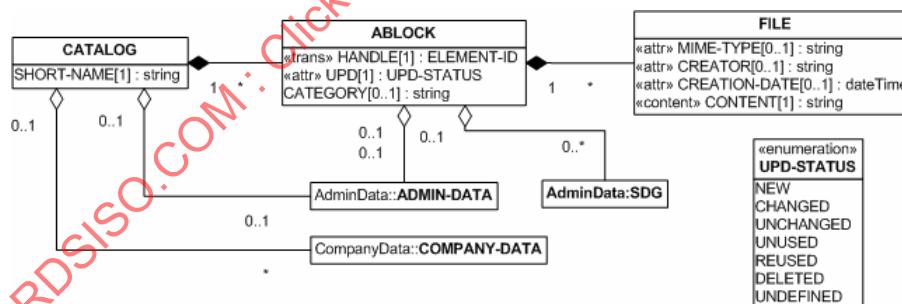 CATALOG
SHORT-NAME[1] : string
ABLOCK
«trans» HANDLE[1] : ELEMENT-ID
«attr» UPD[1] : UPD-STATUS
CATEGORY[0..1] : string
FILE
«attr» MIME-TYPE[0..1] : string
«attr» CREATOR[0..1] : string
«attr» CREATION-DATE[0..1] : dateTime
«content» CONTENT[1] : string
1
*
1
*
0..1
0..1
0..1
0..1
0..1
0..*
AdminData::ADMIN-DATA
AdminData:SDG
0..1
CompanyData::COMPANY-DATA
*
«enumeration»
UPD-STATUS
NEW
CHANGED
UNCHANGED
UNUSED
REUSED
DELETED
UNDEFINED
RDSISO.COM : Click